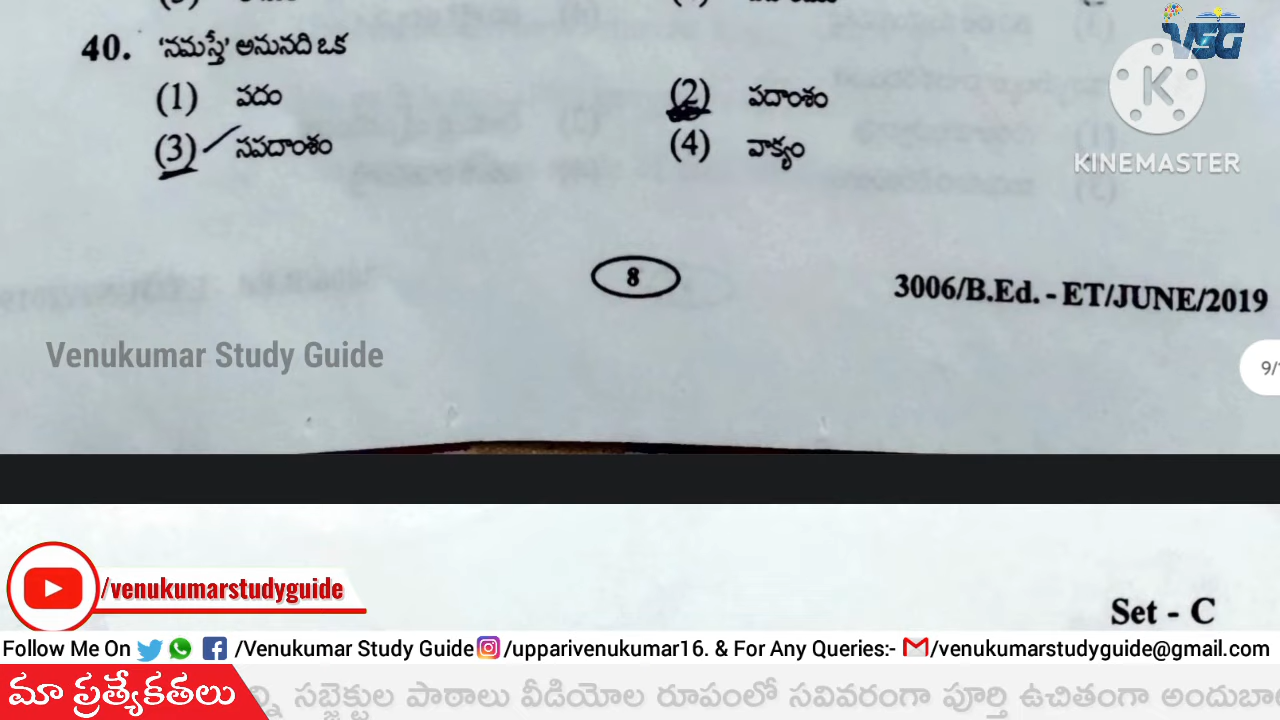 VSG
KINEMASTER
40. 'నమస్తే' అనునది ఒక
(1) పదం (2) పదాంశం
(3) సపదాంశం (4) వాక్యం
8
3006/B.Ed. - ET/JUNE/2019
Venukumar Study Guide
9/
/venukumarstudyguide
Set - C
Follow Me On /Venukumar Study Guide /upparivenukumar16. & For Any Queries:- /venukumarstudyguide@gmail.com
మా ప్రత్యేకతలు సబ్జెక్టుల పాఠాలు వీడియోల రూపంలో సవివరంగా పూర్తి ఉచితంగా